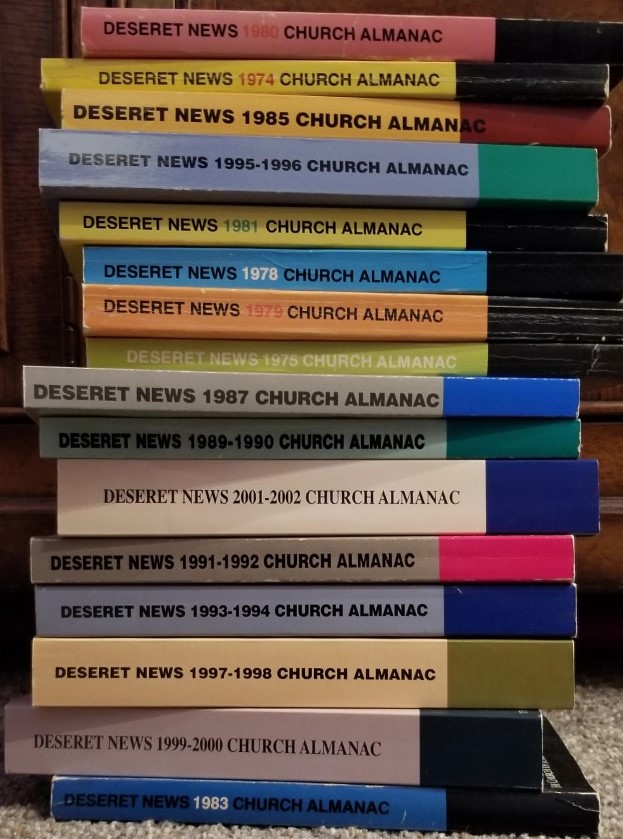 DESERET NEWS 1980 CHURCH ALMANAC
DESERET NEWS 1974 CHURCH ALMANAC
DESERET NEWS 1985 CHURCH ALMANAC
DESERET NEWS 1995-1996 CHURCH ALMANAC
DESERET NEWS 1981 CHURCH ALMANAC
DESERET NEWS 1978 CHURCH ALMANAC
DESERET NEWS 1979 CHURCH ALMANAC
DESERET NEWS 1975 CHURCH ALMANAC
DESERET NEWS 1987 CHURCH ALMANAC
DESERET NEWS 1989-1990 CHURCH ALMANAC
DESERET NEWS 2001-2002 CHURCH ALMANAC
DESERET NEWS 1991-1992 CHURCH ALMANAC
DESERET NEWS 1993-1994 CHURCH ALMANAC
DESERET NEWS 1997-1998 CHURCH ALMANAC
DESERET NEWS 1999-2000 CHURCH ALMANAC
DESERET NEWS 1983 CHURCH ALMANAC